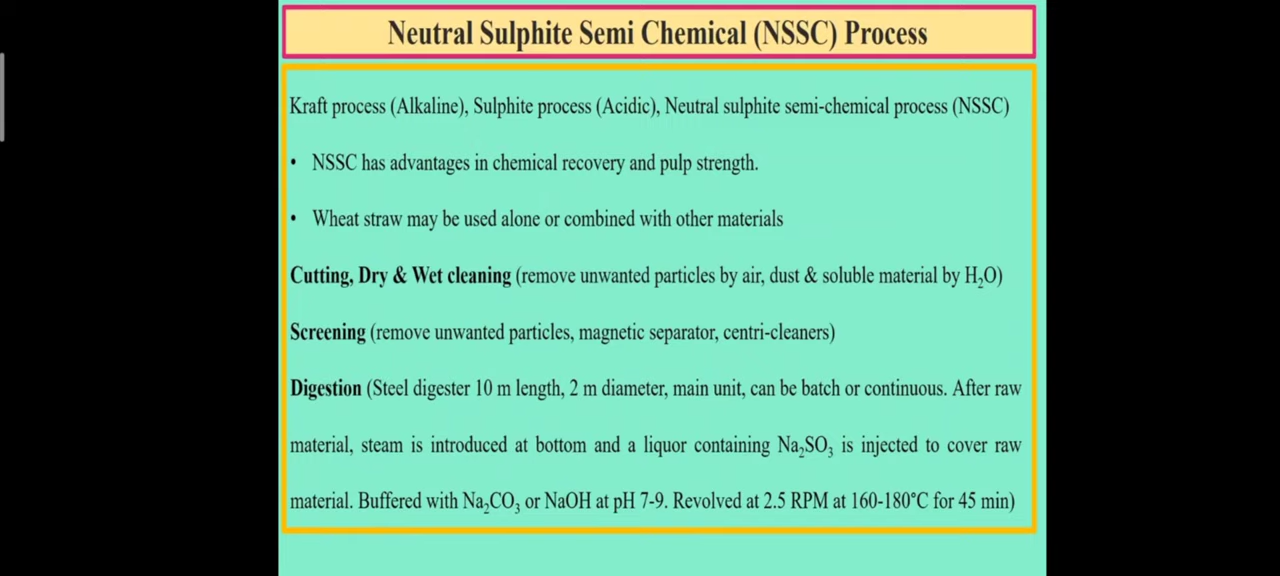 Neutral Sulphite Semi Chemical (NSSC) Process
Kraft process (Alkaline), Sulphite process (Acidic), Neutral sulphite semi-chemical process (NSSC)
• NSSC has advantages in chemical recovery and pulp strength.
• Wheat straw may be used alone or combined with other materials
Cutting, Dry & Wet cleaning (remove unwanted particles by air, dust & soluble material by H₂O)
Screening (remove unwanted particles, magnetic separator, centri-cleaners)
Digestion (Steel digester 10 m length, 2 m diameter, main unit, can be batch or continuous. After raw
material, steam is introduced at bottom and a liquor containing Na₂SO₃ is injected to cover raw
material. Buffered with Na₂CO₃ or NaOH at pH 7-9. Revolved at 2.5 RPM at 160-180°C for 45 min)